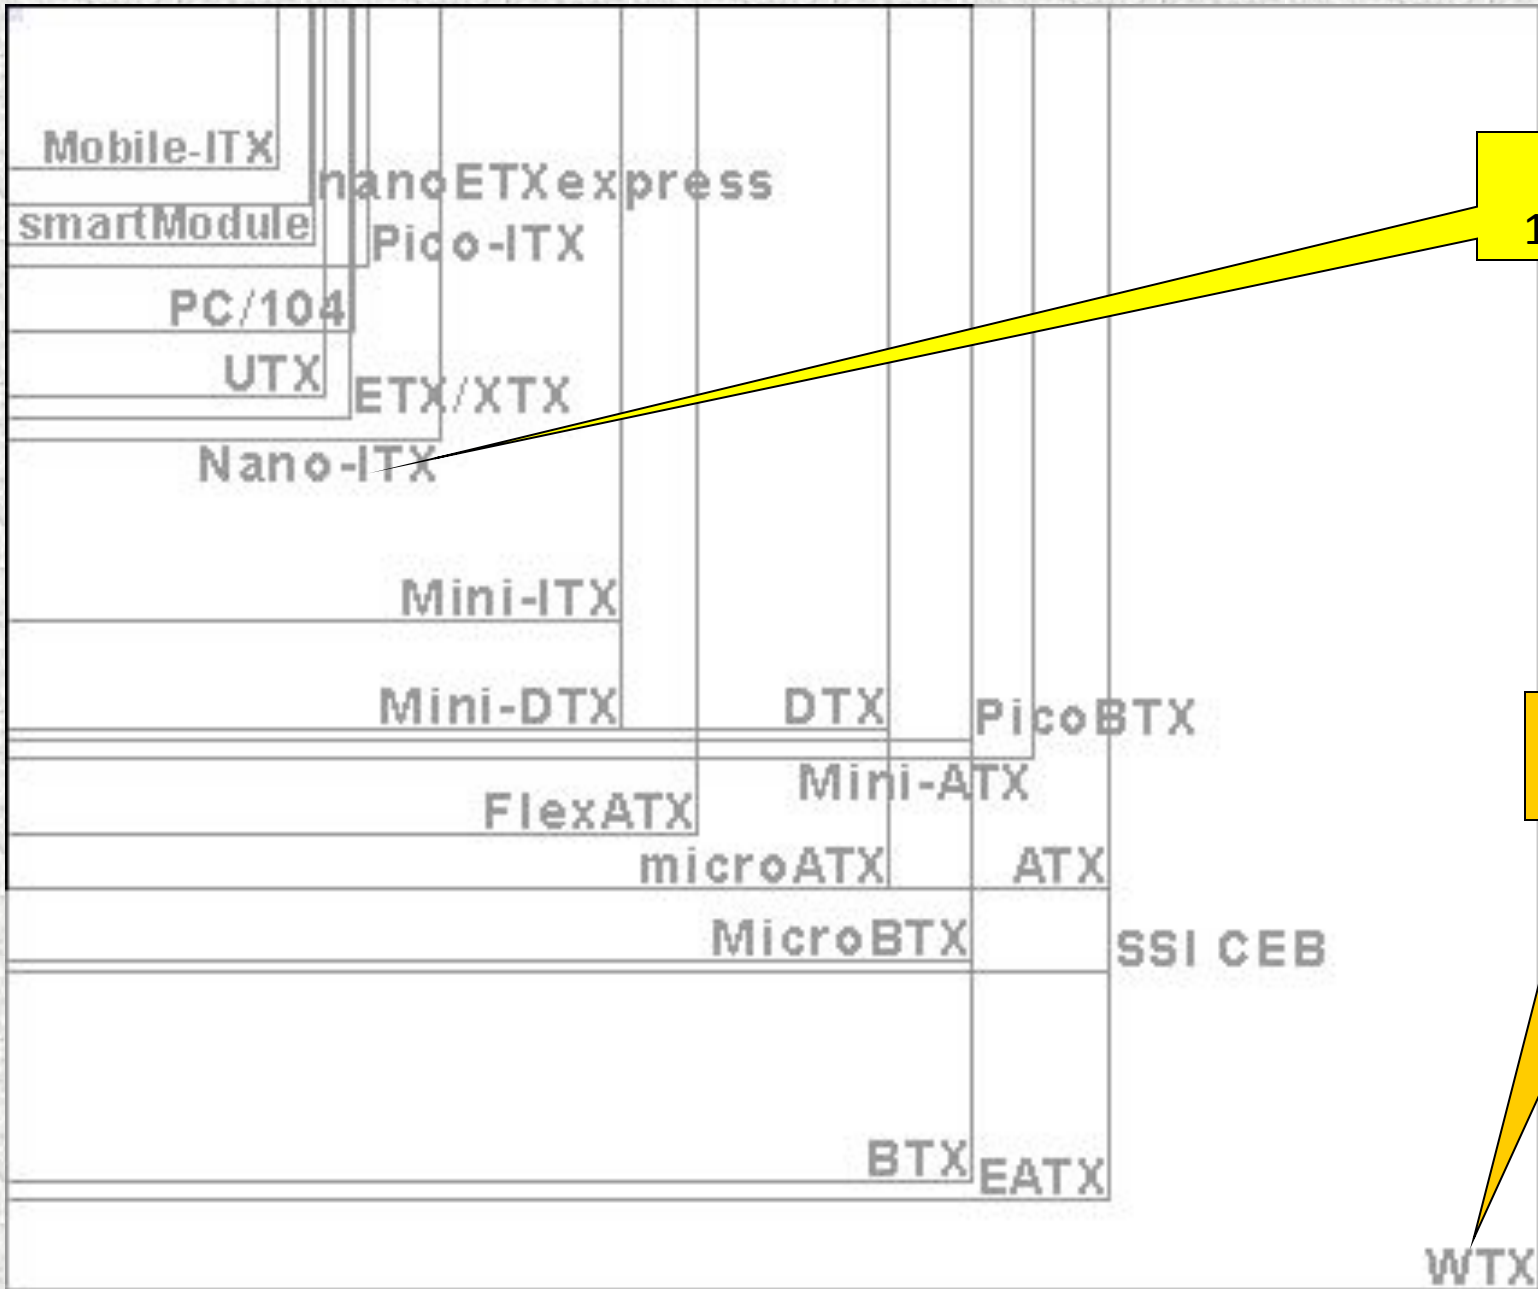 Mobile-ITX
nanoETXexpress
smartModule
Pico-ITX
PC/104
UTX
ETX/XTX
Nano-ITX
Mini-ITX
Mini-DTX
DTX
PicoBTX
Mini-ATX
FlexATX
microATX
ATX
MicroBTX
SSI CEB
BTX
EATX
WTX